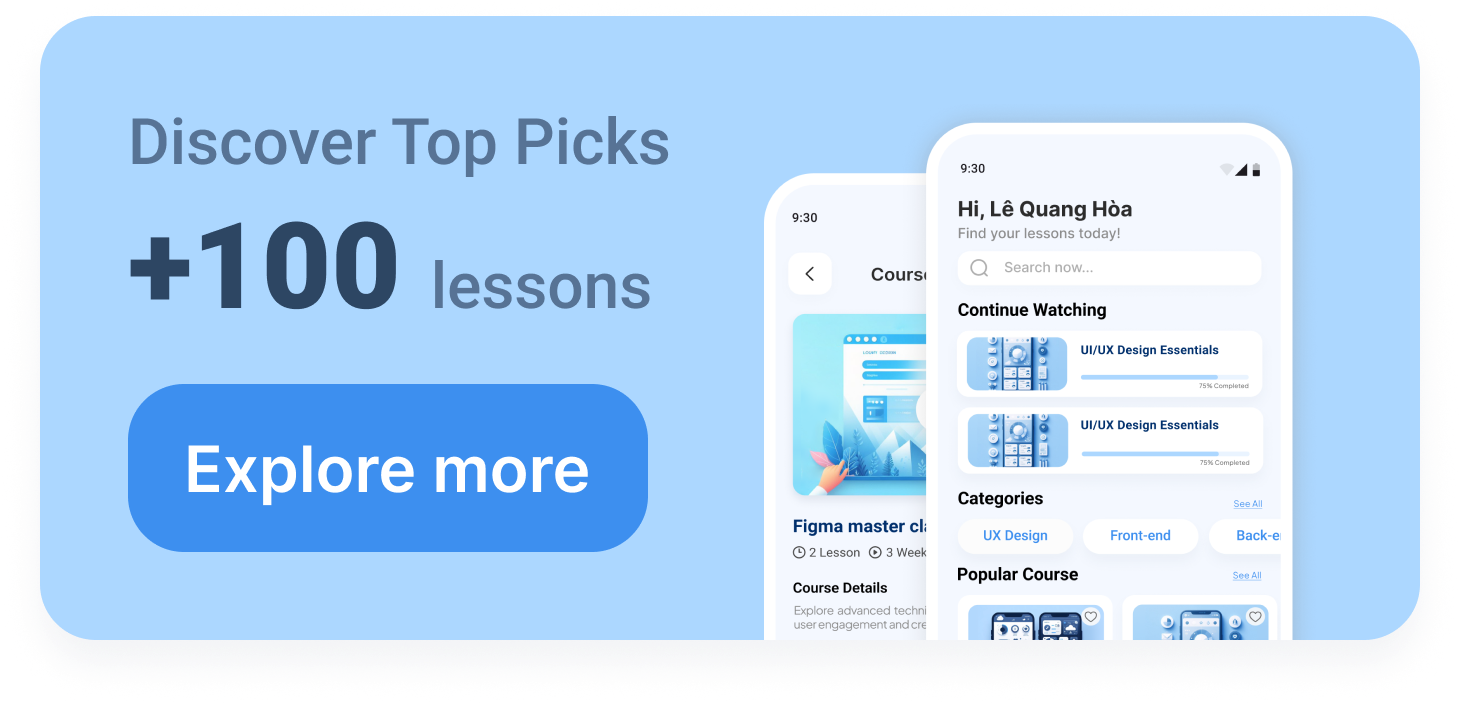 Discover Top Picks
+100 lessons
Explore more
9:30
Course
Figma master cla
2 Lesson 3 Week
Course Details
Explore advanced techni
user engagement and cre
9:30
Hi, Lê Quang Hòa
Find your lessons today!
Search now...
Continue Watching
UI/UX Design Essentials
75% Completed
UI/UX Design Essentials
75% Completed
Categories
See All
UX Design
Front-end
Back-e
Popular Course
See All